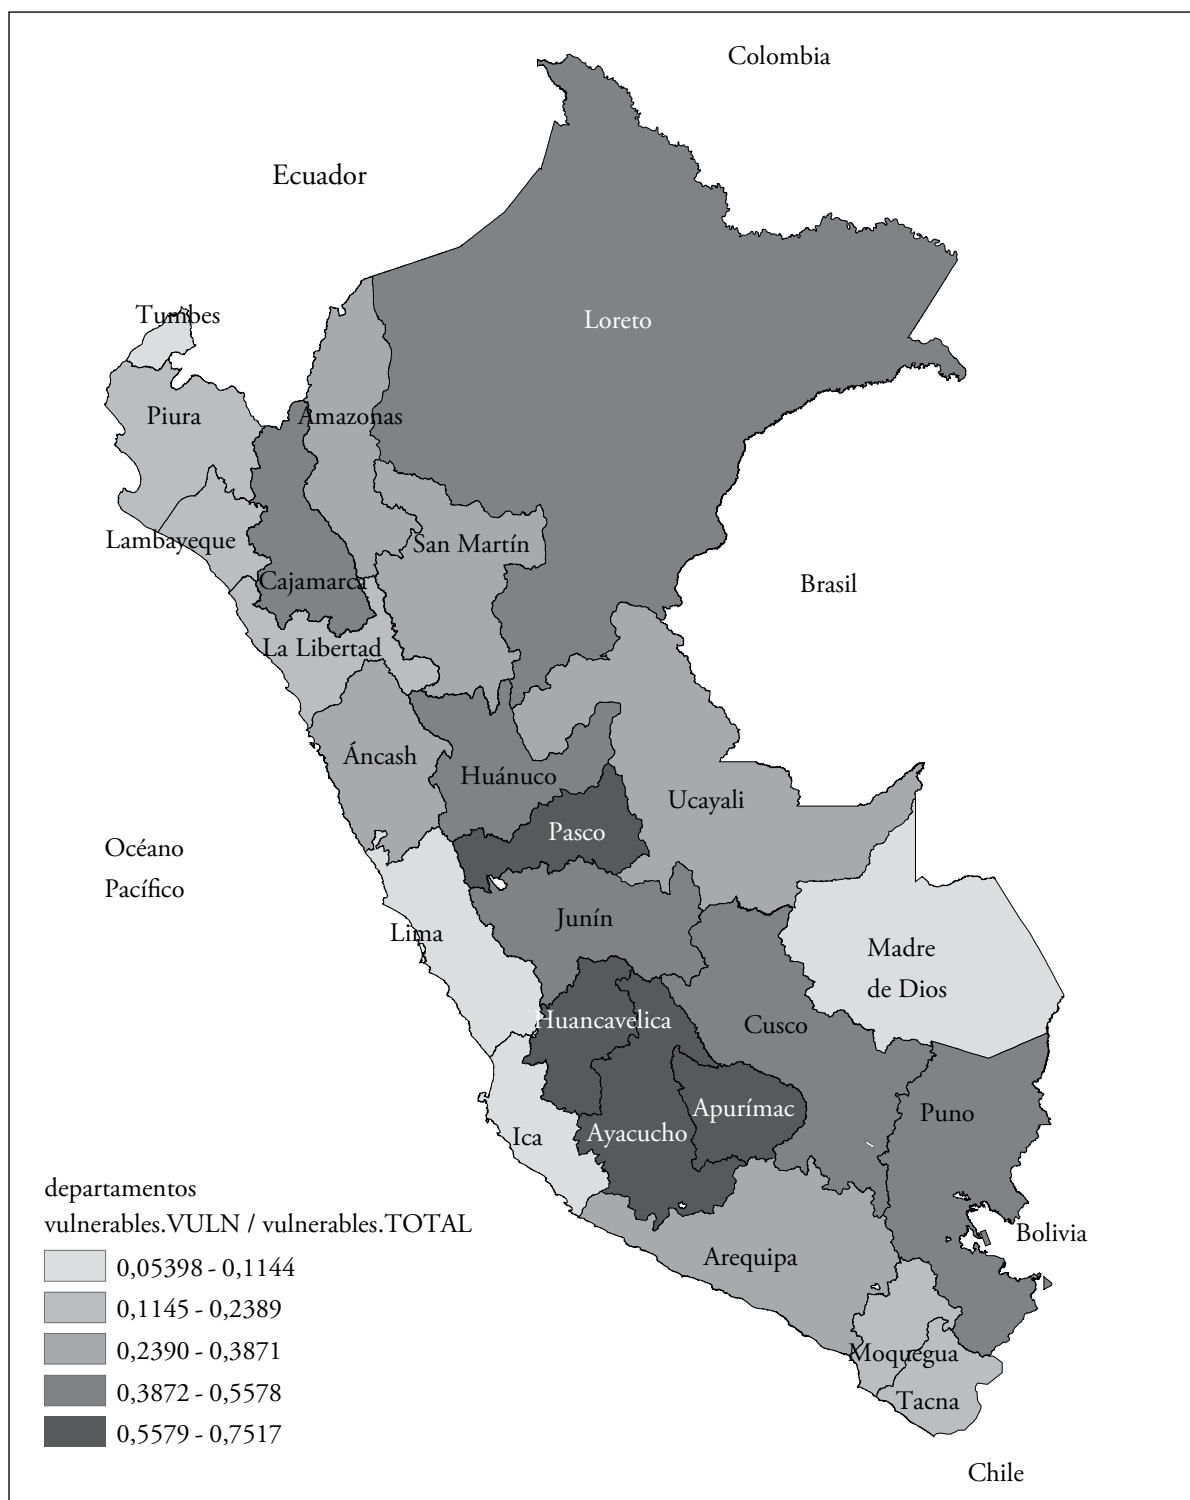 Colombia
Ecuador
Tumbes
Loreto
Piura
Amazonas
Lambayeque
San Martín
Cajamarca
Brasil
La Libertad
Áncash
Huánuco
Ucayali
Pasco
Océano
Pacífico
Junín
Lima
Madre
de Dios
Huancavelica
Cusco
Apurímac
Puno
Ica
Ayacucho
departamentos
vulnerables.VULN / vulnerables.TOTAL
Bolivia
Arequipa
0,05398 - 0,1144
0,1145 - 0,2389
0,2390 - 0,3871
0,3872 - 0,5578
0,5579 - 0,7517
Moquegua
Tacna
Chile